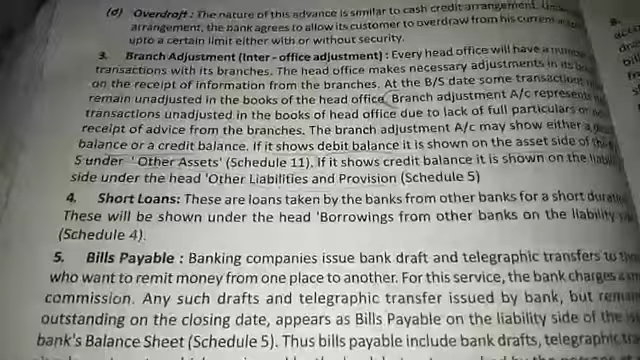 (d) Overdraft : The nature of this advance is similar to cash credit arrangement.
arrangement, the bank agrees to allow its customer to overdraw from his current
upto a certain limit either with or without security.
3. Branch Adjustment (Inter - office adjustment) : Every head office will have a
transactions with its branches. The head office makes necessary adjustments in its
on the receipt of information from the branches. At the B/S date some
remain unadjusted in the books of the head office. Branch adjustment A/c
transactions unadjusted in the books of head office due to lack of full particulars or
receipt of advice from the branches. The branch adjustment A/c may show either a
balance or a credit balance. If it shows debit balance it is shown on the asset side of
5 under ' Other Assets' (Schedule 11). If it shows credit balance it is shown on the
side under the head 'Other Liabilities and Provision (Schedule 5)
4. Short Loans: These are loans taken by the banks from other banks for a short
These will be shown under the head 'Borrowings from other banks on the liability
(Schedule 4).
5. Bills Payable : Banking companies issue bank draft and telegraphic transfers to
who want to remit money from one place to another. For this service, the bank charges
commission. Any such drafts and telegraphic transfer issued by bank, but
outstanding on the closing date, appears as Bills Payable on the liability side of the
bank's Balance Sheet (Schedule 5). Thus bills payable include bank drafts, telegraphic